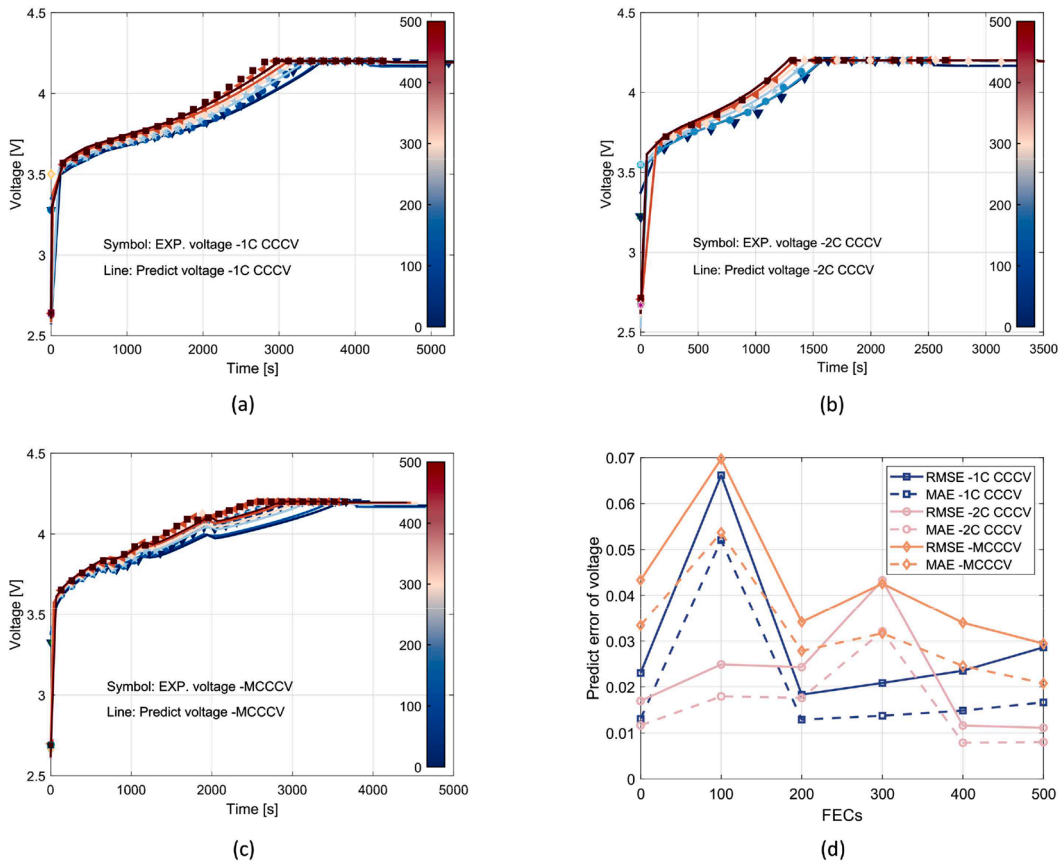 4.5
4
3.5
3
2.5
Voltage [V]
0
1000
2000
3000
4000
5000
Time [s]
500
400
300
200
100
0
Symbol: EXP. voltage -1C CCCV
Line: Predict voltage -1C CCCV
(a)
4.5
4
3.5
3
2.5
Voltage [V]
0
500
1000
1500
2000
2500
3000
3500
Time [s]
500
400
300
200
100
0
Symbol: EXP. voltage -2C CCCV
Line: Predict voltage -2C CCCV
(b)
4.5
4
3.5
3
2.5
Voltage [V]
0
1000
2000
3000
4000
5000
Time [s]
500
400
300
200
100
0
Symbol: EXP. voltage -MCCCV
Line: Predict voltage -MCCCV
(c)
0.07
0.06
0.05
0.04
0.03
0.02
0.01
0
Predict error of voltage
0
100
200
300
400
500
FECs
RMSE -1C CCCV
MAE -1C CCCV
RMSE -2C CCCV
MAE -2C CCCV
RMSE -MCCCV
MAE -MCCCV
(d)